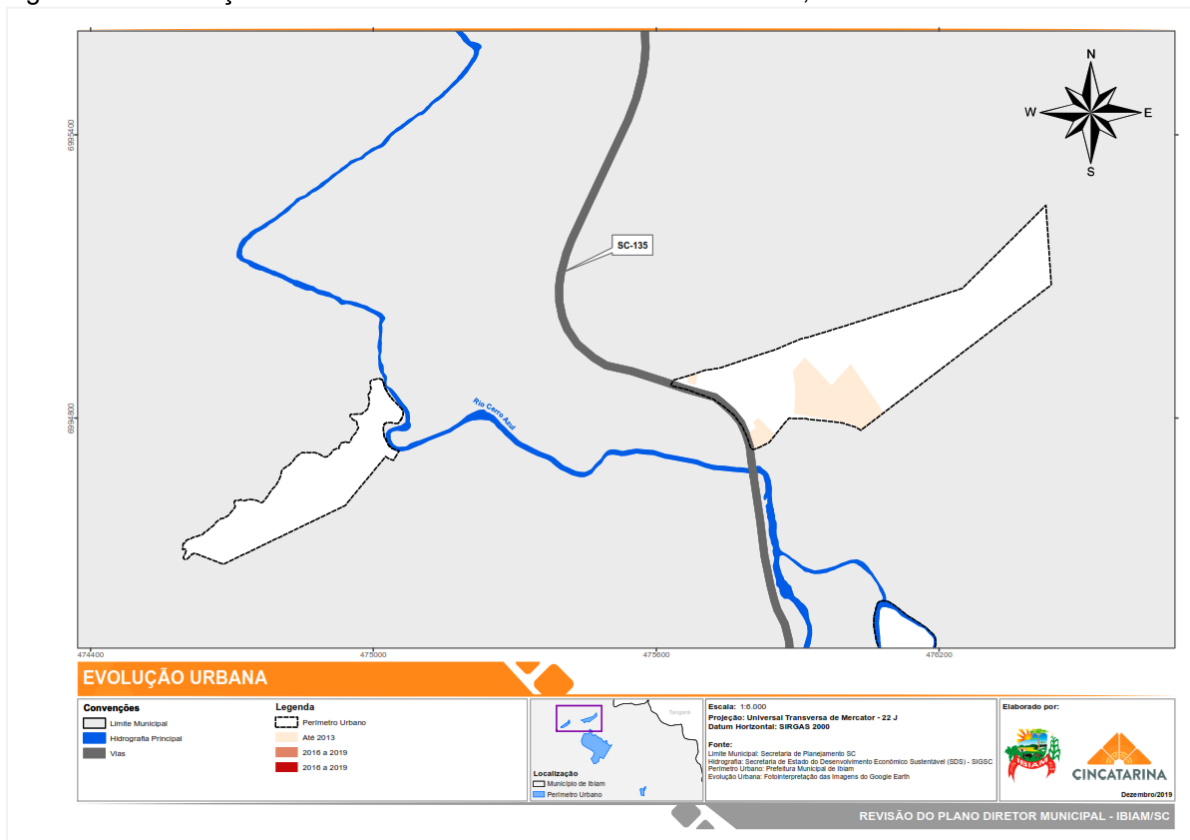 N
W E
S
6995400
SC-135
6994800
Rio Cerro Azul
474400 475000 475600 476200
EVOLUÇÃO URBANA
Convenções
Limite Municipal
Hidrografia Principal
Vias
Legenda
Perímetro Urbano
Até 2013
2016 a 2019
2016 a 2019
Tangará
Localização
Município de Ibiam
Perímetro Urbano
Escala: 1:6.000
Projeção: Universal Transversa de Mercator - 22 J
Datum Horizontal: SIRGAS 2000
Fonte:
Limite Municipal: Secretaria de Planejamento SC
Hidrografia: Secretaria de Estado do Desenvolvimento Econômico Sustentável (SDS) - SIGSC
Perímetro Urbano: Prefeitura Municipal de Ibiam
Evolução Urbana: Fotointerpretação das Imagens do Google Earth
Elaborado por:
IBIAM
CINCATARINA
Dezembro/2019
REVISÃO DO PLANO DIRETOR MUNICIPAL - IBIAM/SC